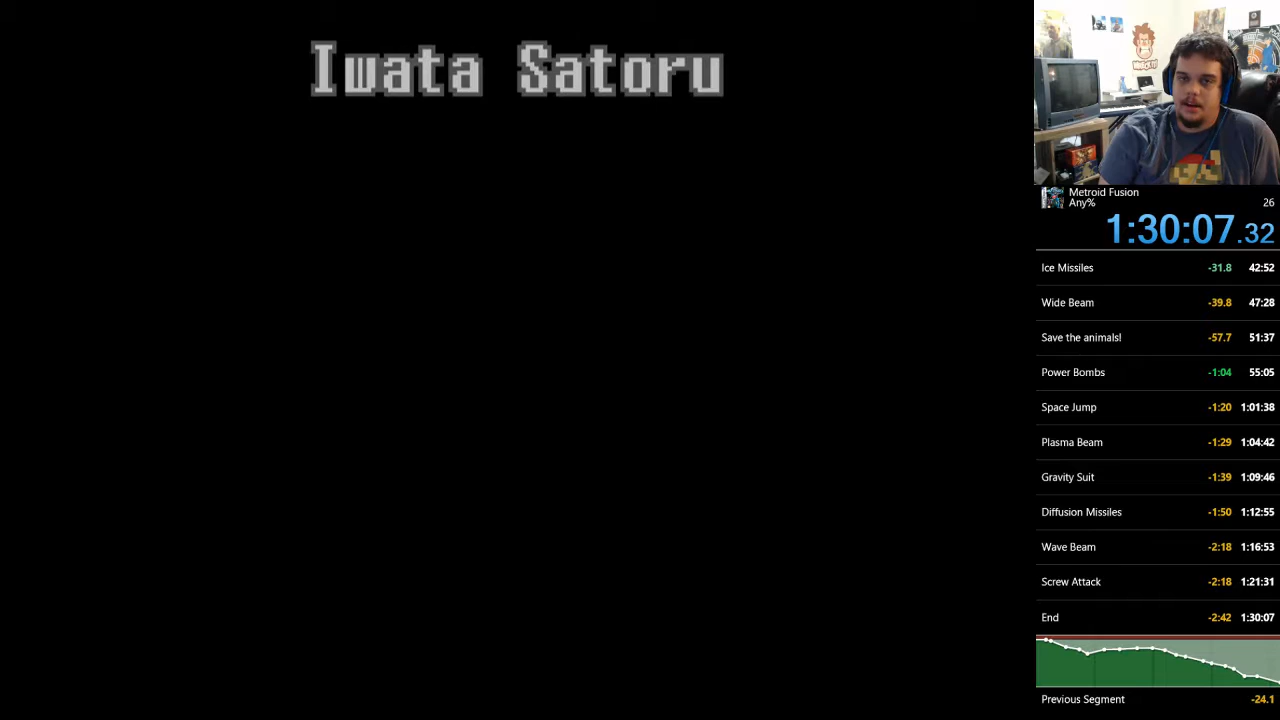 Iwata Satoru
Metroid Fusion
Any% 26
1:30:07.32
Ice Missiles -31.8 42:52
Wide Beam -39.8 47:28
Save the animals! -57.7 51:37
Power Bombs -1:04 55:05
Space Jump -1:20 1:01:38
Plasma Beam -1:29 1:04:42
Gravity Suit -1:39 1:09:46
Diffusion Missiles -1:50 1:12:55
Wave Beam -2:18 1:16:53
Screw Attack -2:18 1:21:31
End -2:42 1:30:07
Previous Segment -24.1